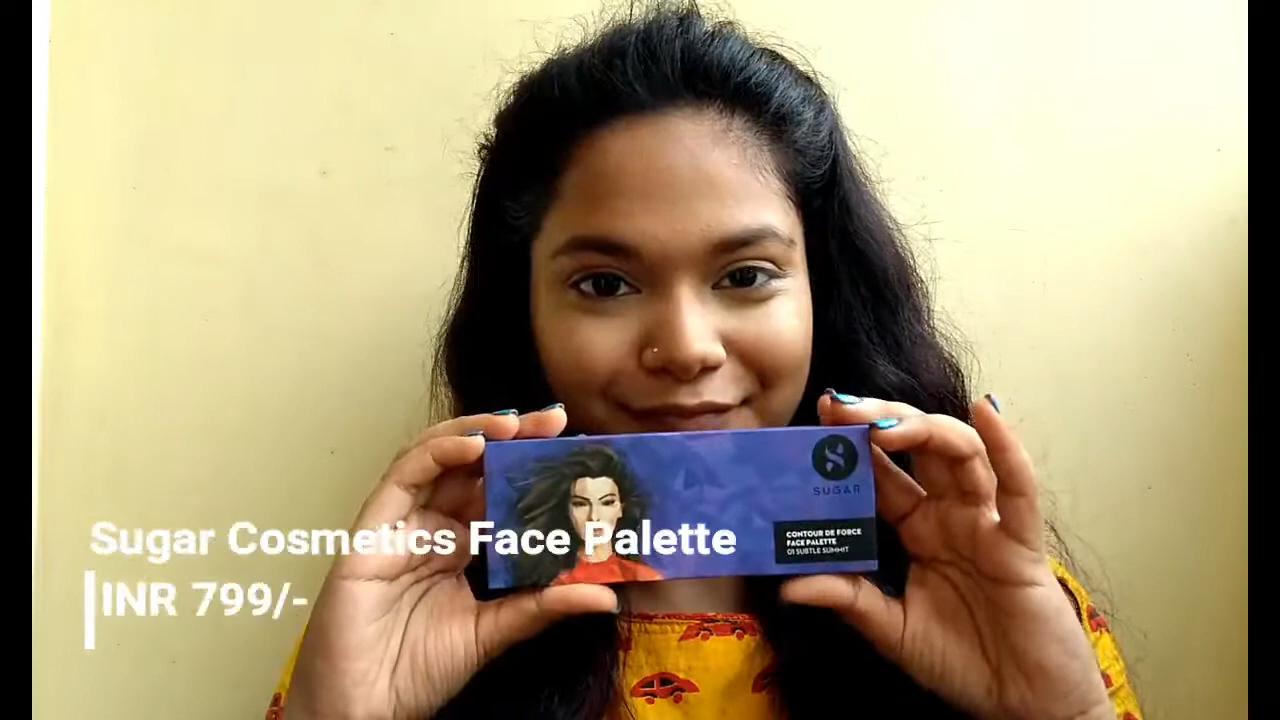 SUGAR
CONTOUR DE FORCE
FACE PALETTE
01 SUBTLE SUMMIT
Sugar Cosmetics Face Palette
INR 799/-